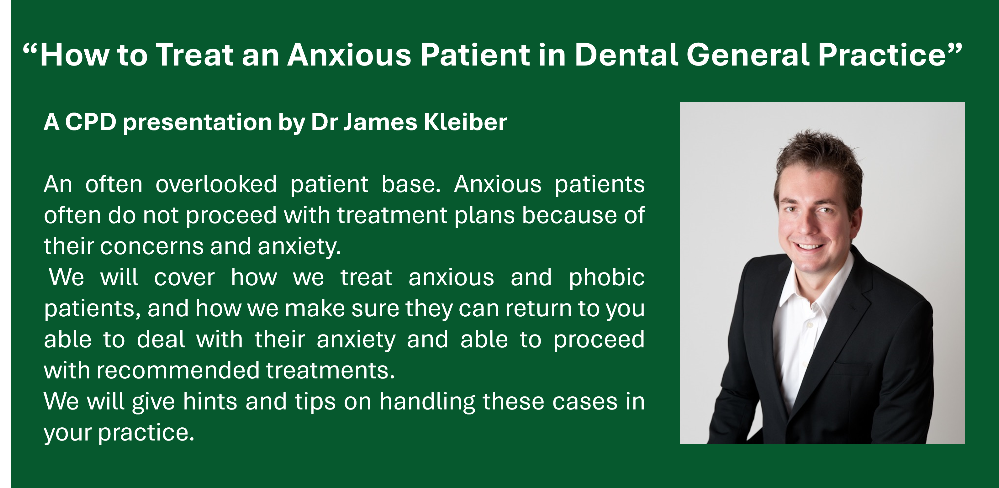 “How to Treat an Anxious Patient in Dental General Practice”
A CPD presentation by Dr James Kleiber
An often overlooked patient base. Anxious patients
often do not proceed with treatment plans because of
their concerns and anxiety.
We will cover how we treat anxious and phobic
patients, and how we make sure they can return to you
able to deal with their anxiety and able to proceed
with recommended treatments.
We will give hints and tips on handling these cases in
your practice.